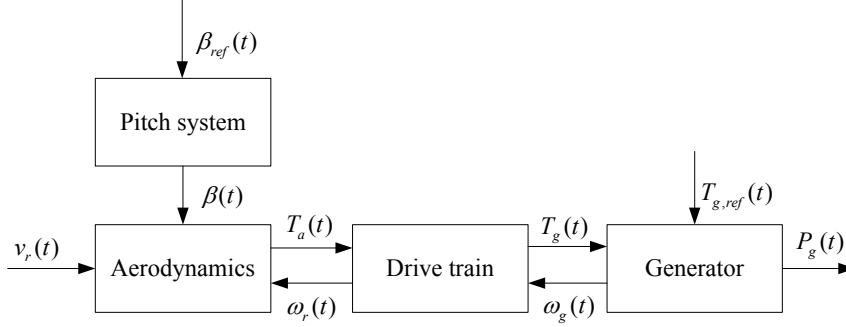 β_ref(t)
Pitch system
β(t)
T_g,ref(t)
v_r(t)
Aerodynamics
T_a(t)
ω_r(t)
Drive train
T_g(t)
ω_g(t)
Generator
P_g(t)